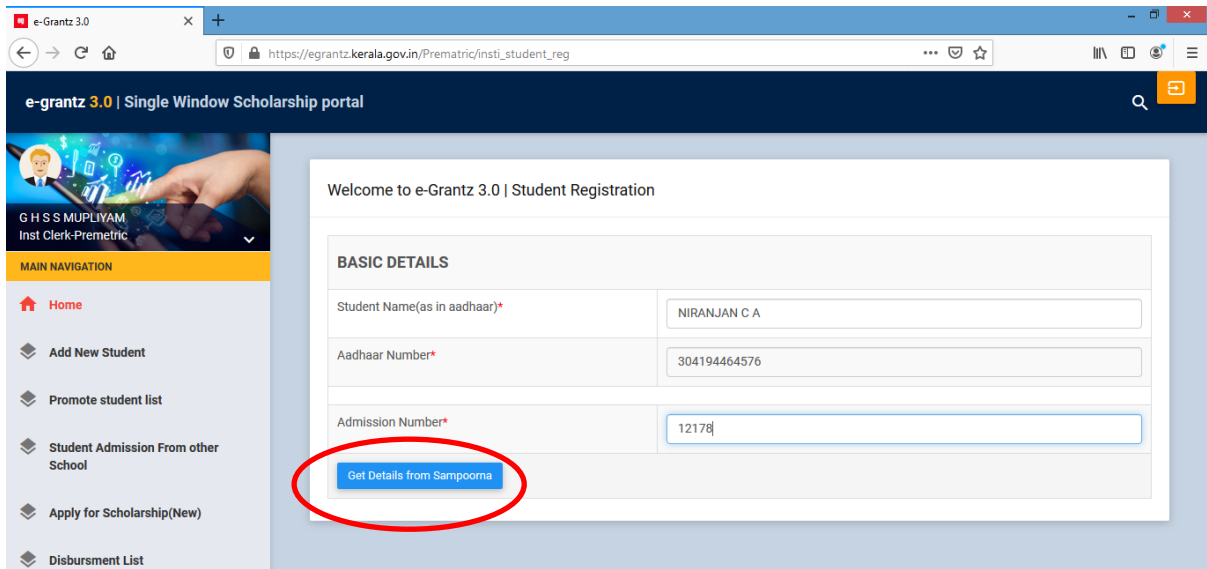 e-Grantz 3.0
https://egrantz.kerala.gov.in/Prematric/insti_student_reg
e-grantz 3.0 | Single Window Scholarship portal
G H S S MUPLIYAM
Inst Clerk-Premetric
MAIN NAVIGATION
Home
Add New Student
Promote student list
Student Admission From other
School
Apply for Scholarship(New)
Disbursment List
Welcome to e-Grantz 3.0 | Student Registration
BASIC DETAILS
Student Name(as in aadhaar)* NIRANJAN C A
Aadhaar Number* 304194464576
Admission Number* 12178
Get Details from Sampoorna